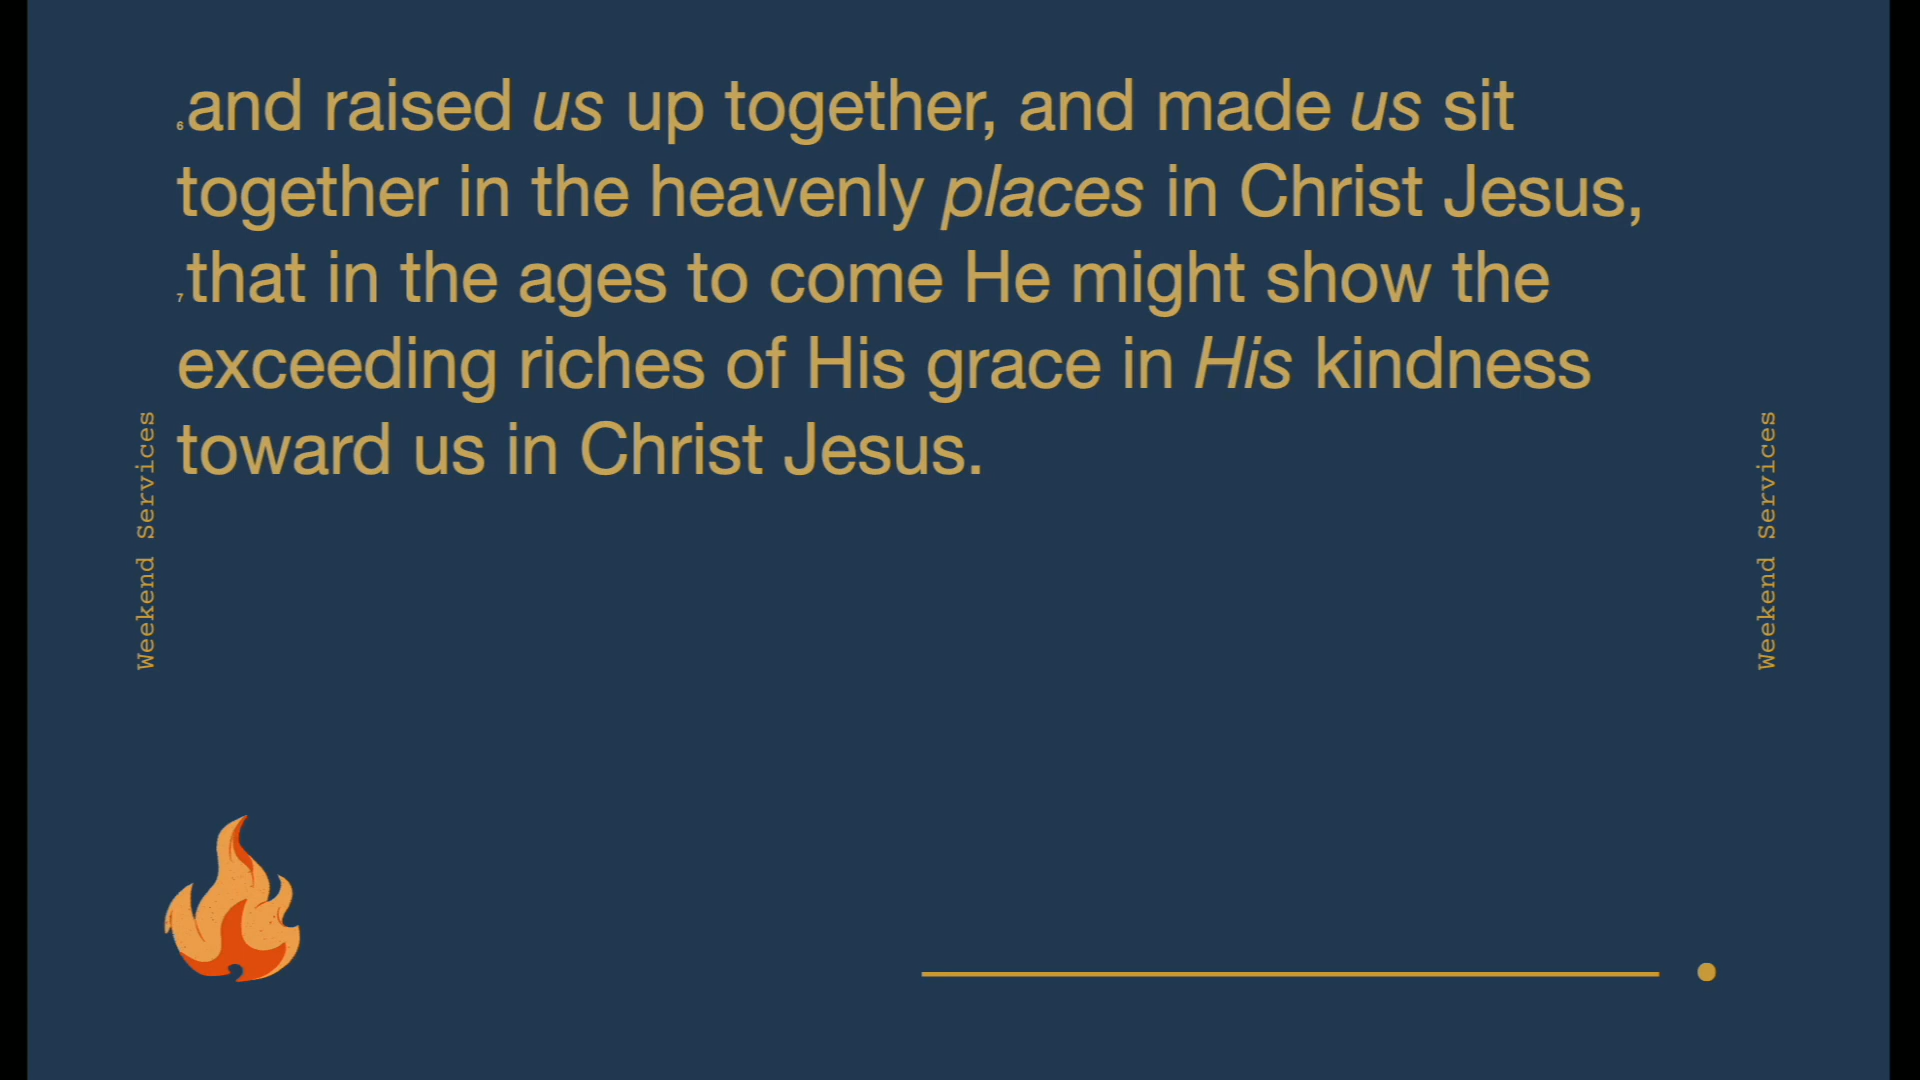 6and raised us up together, and made us sit
together in the heavenly places in Christ Jesus,
7that in the ages to come He might show the
exceeding riches of His grace in His kindness
toward us in Christ Jesus.
Weekend Services
Weekend Services